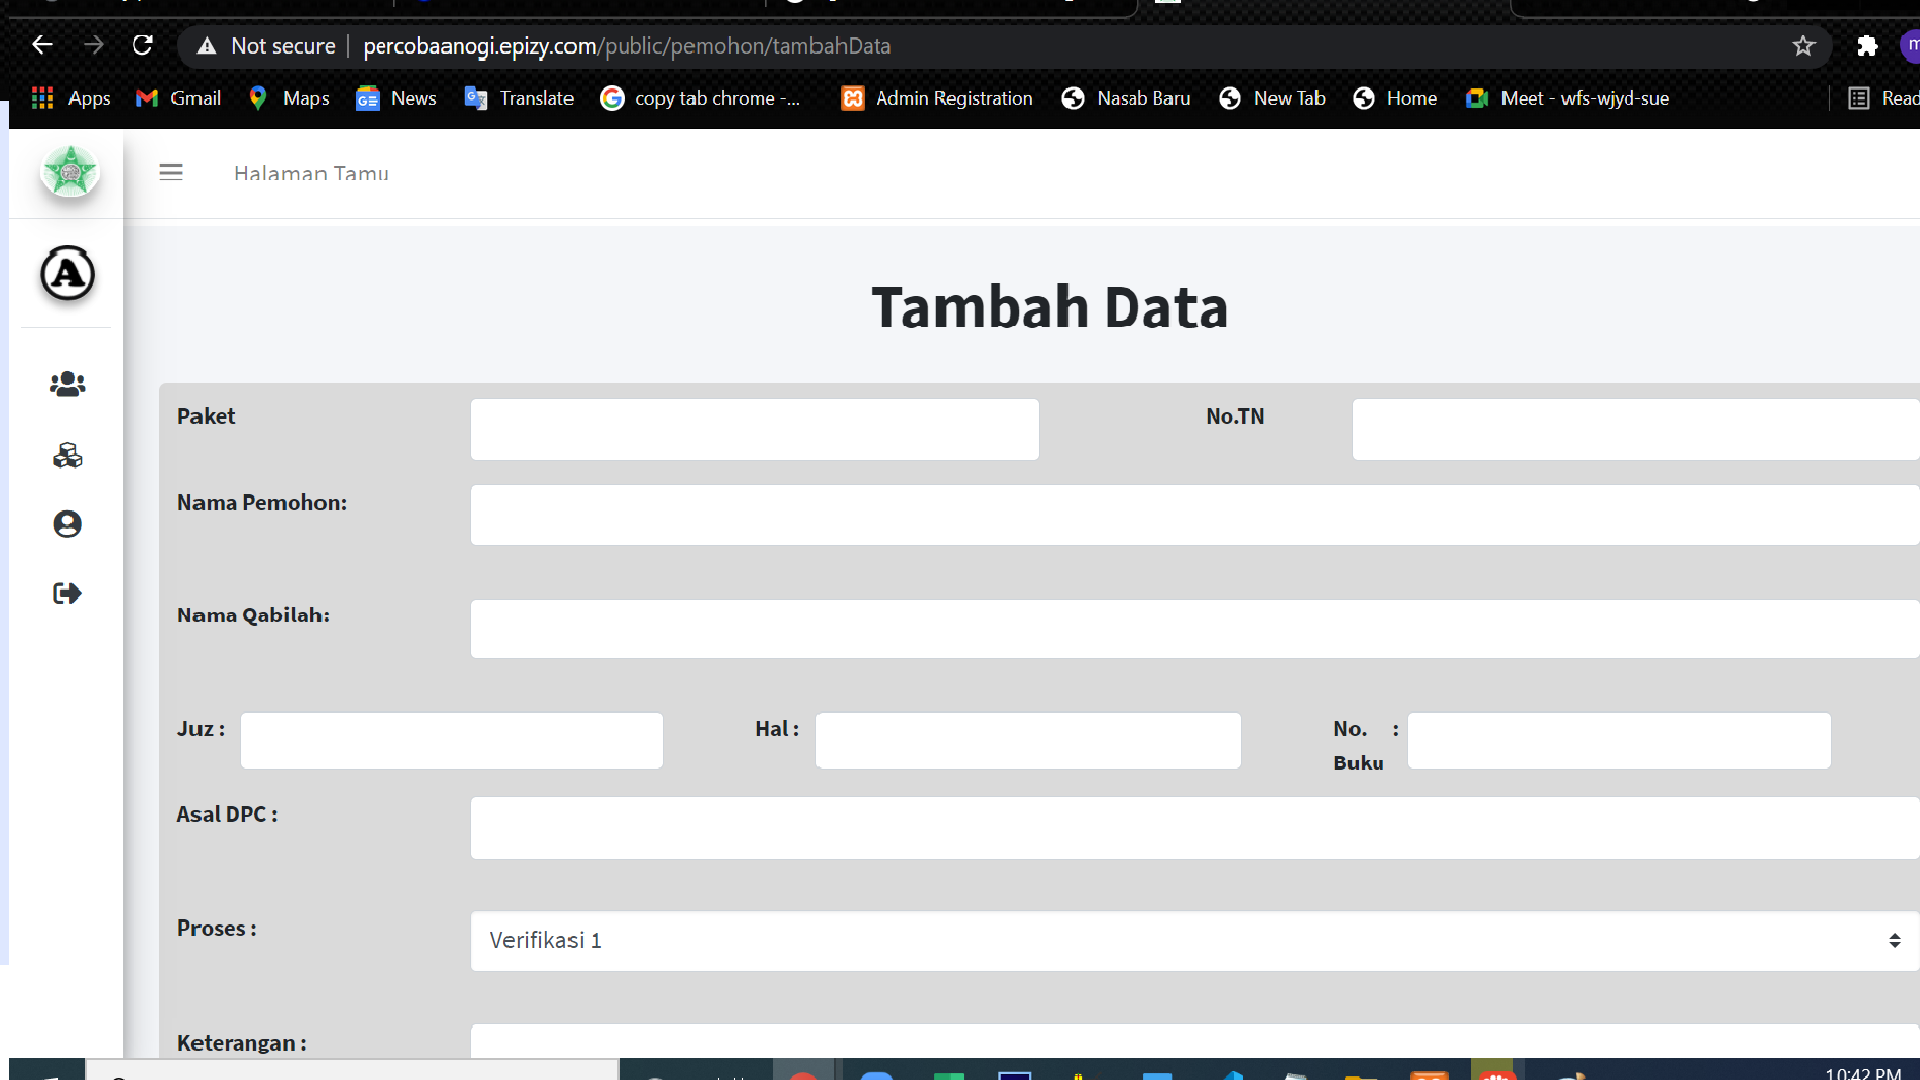 Not secure percobaanogi.epizy.com/public/pemohon/tambahData
Apps Gmail Maps News Translate copy tab chrome -... Admin Registration Nasab Baru New Tab Home Meet - wfs-wjyd-sue Read
Halaman Tamu
A
Tambah Data
Paket No.TN
Nama Pemohon:
Nama Qabilah:
Juz : Hal : No. Buku :
Asal DPC :
Proses : Verifikasi 1
Keterangan :
10:42 PM